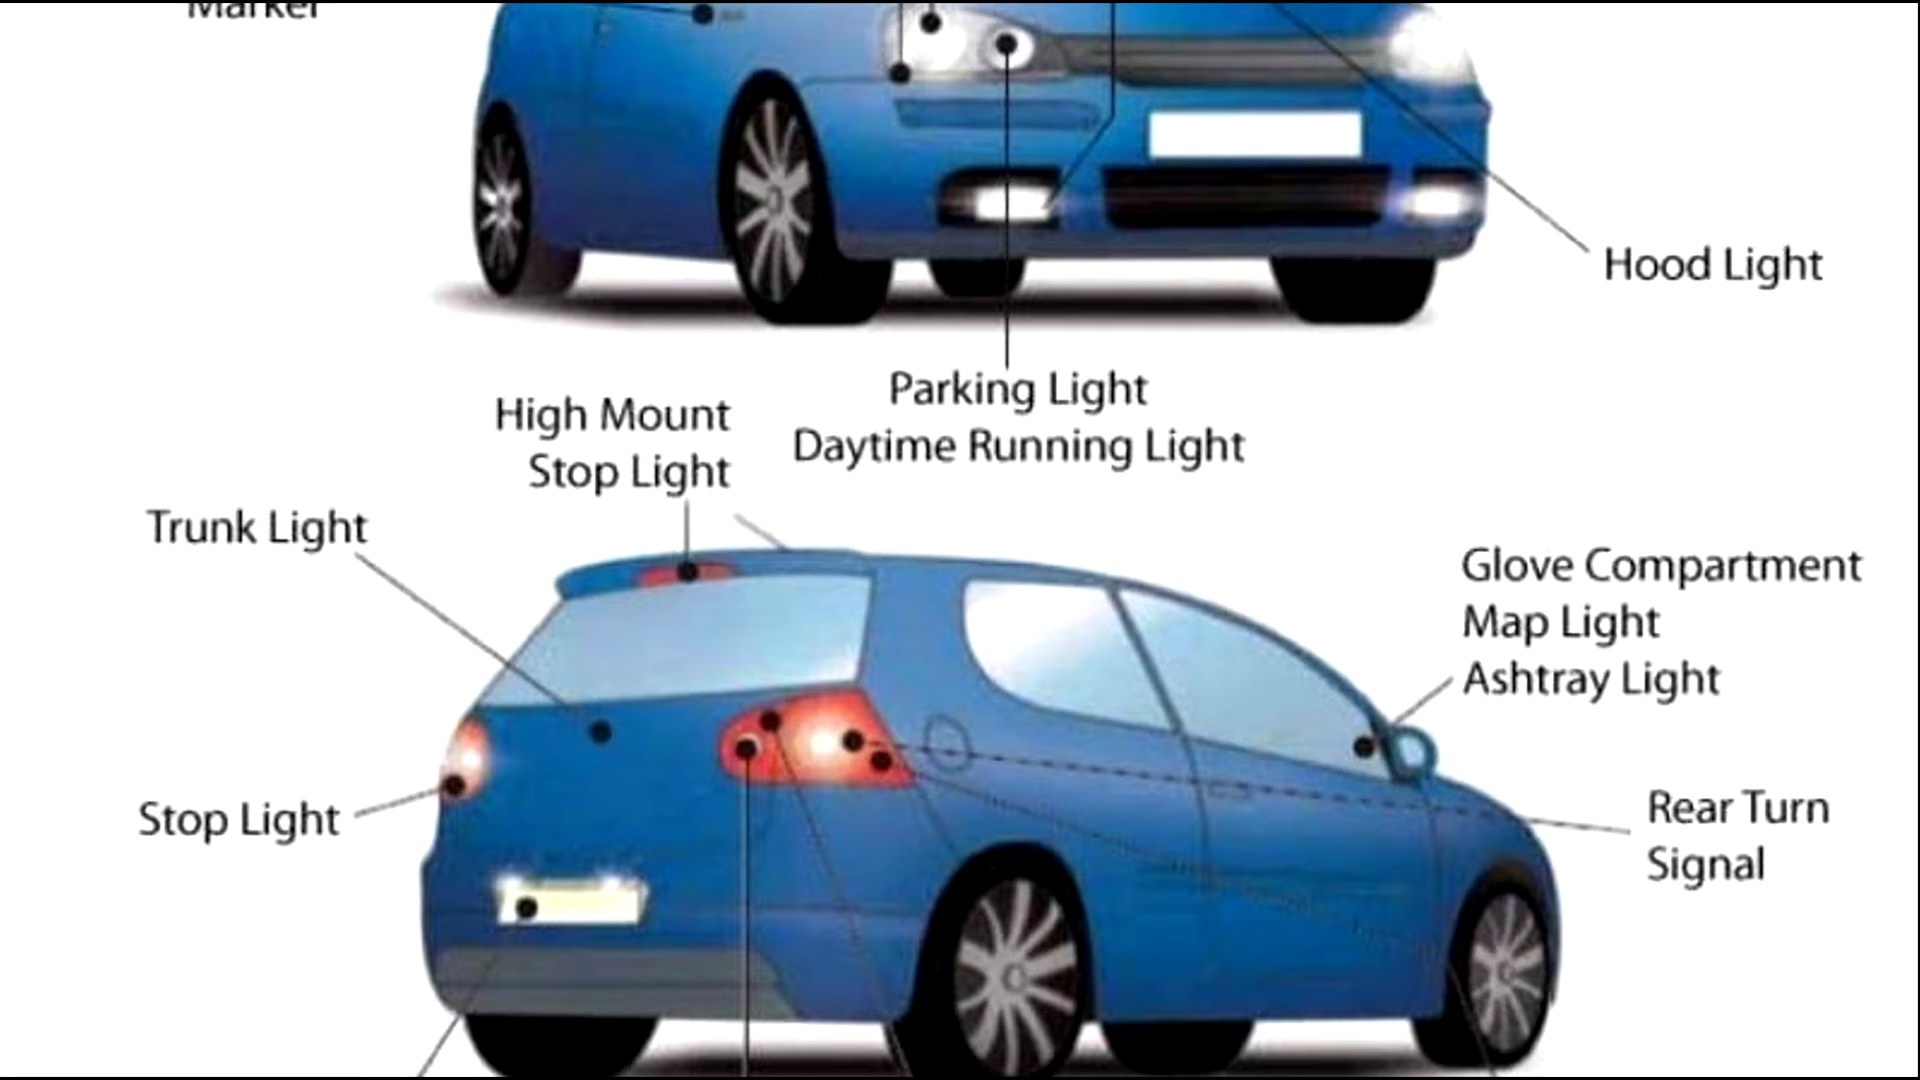 Marker
Hood Light
Parking Light
Daytime Running Light
High Mount
Stop Light
Trunk Light
Glove Compartment
Map Light
Ashtray Light
Stop Light
Rear Turn
Signal